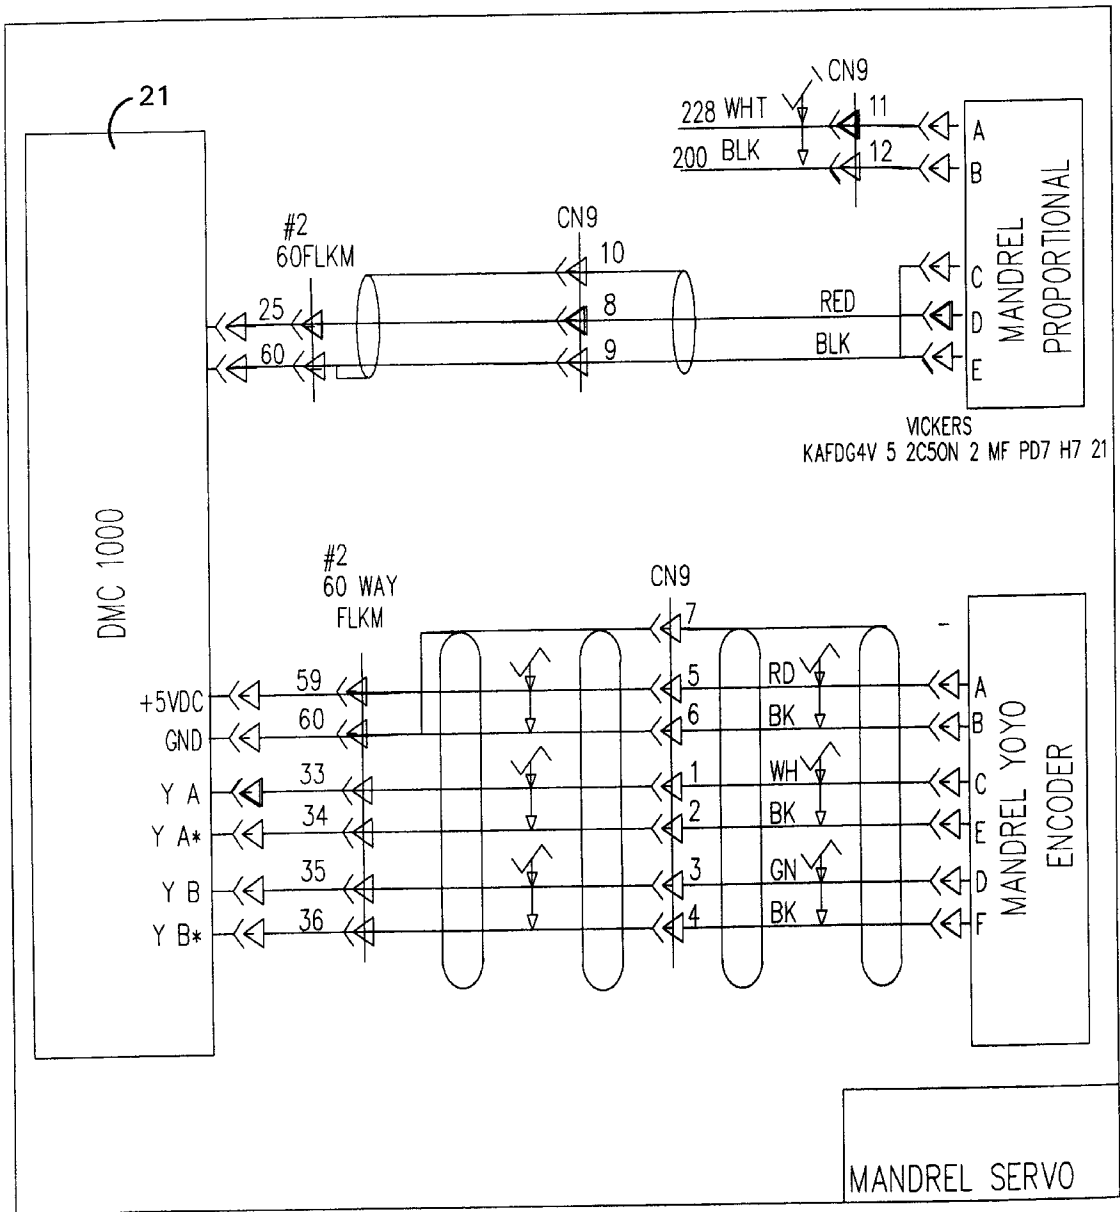 21
CN9
228 WHT
11
A
200 BLK
12
B
MANDREL
PROPORTIONAL
#2
60FLKM
CN9
10
C
25
8
RED
D
60
9
BLK
E
VICKERS
KAFDG4V 5 2C50N 2 MF PD7 H7 21
DMC 1000
#2
60 WAY
FLKM
CN9
7
+5VDC
59
5
RD
A
GND
60
6
BK
B
Y A
33
1
WH
C
Y A*
34
2
BK
E
Y B
35
3
GN
D
Y B*
36
4
BK
F
MANDREL YOYO
ENCODER
MANDREL SERVO